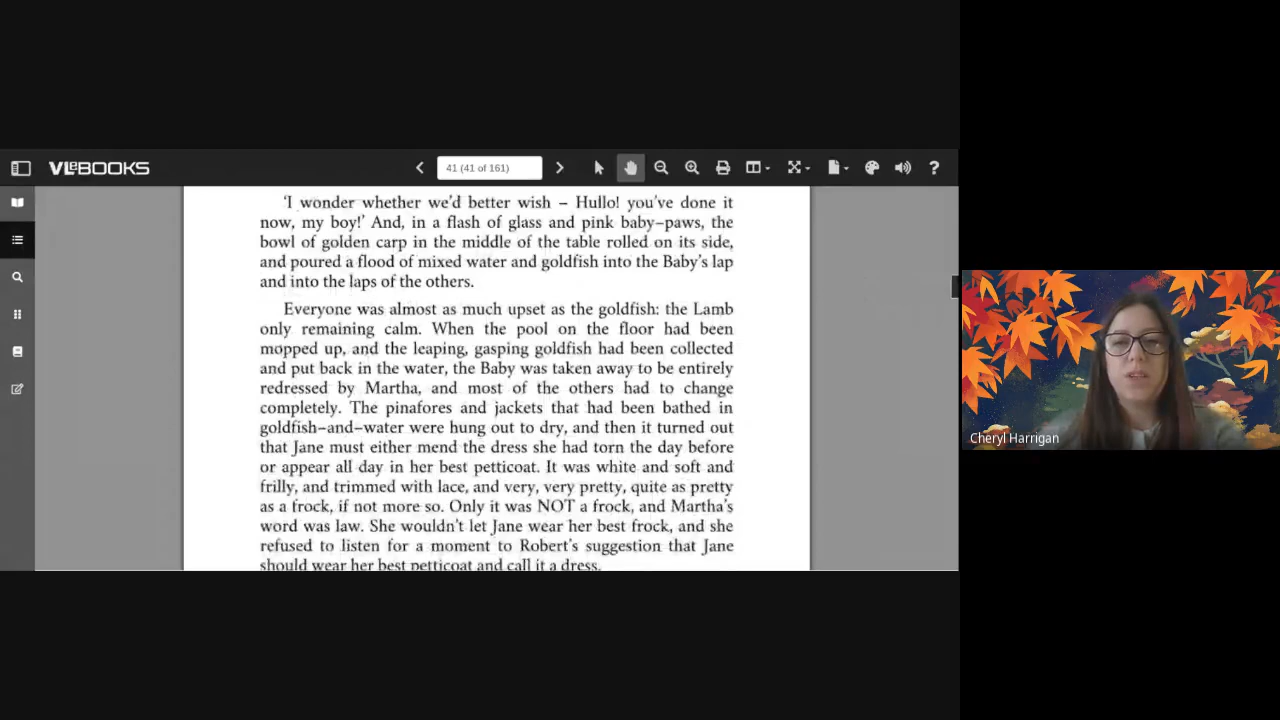 VLeBOOKS
41 (41 of 161)
?
‘I wonder whether we’d better wish – Hullo! you’ve done it
now, my boy!’ And, in a flash of glass and pink baby–paws, the
bowl of golden carp in the middle of the table rolled on its side,
and poured a flood of mixed water and goldfish into the Baby’s lap
and into the laps of the others.
Everyone was almost as much upset as the goldfish: the Lamb
only remaining calm. When the pool on the floor had been
mopped up, and the leaping, gasping goldfish had been collected
and put back in the water, the Baby was taken away to be entirely
redressed by Martha, and most of the others had to change
completely. The pinafores and jackets that had been bathed in
goldfish–and–water were hung out to dry, and then it turned out
that Jane must either mend the dress she had torn the day before
or appear all day in her best petticoat. It was white and soft and
frilly, and trimmed with lace, and very, very pretty, quite as pretty
as a frock, if not more so. Only it was NOT a frock, and Martha’s
word was law. She wouldn’t let Jane wear her best frock, and she
refused to listen for a moment to Robert’s suggestion that Jane
should wear her best petticoat and call it a dress.
Cheryl Harrigan